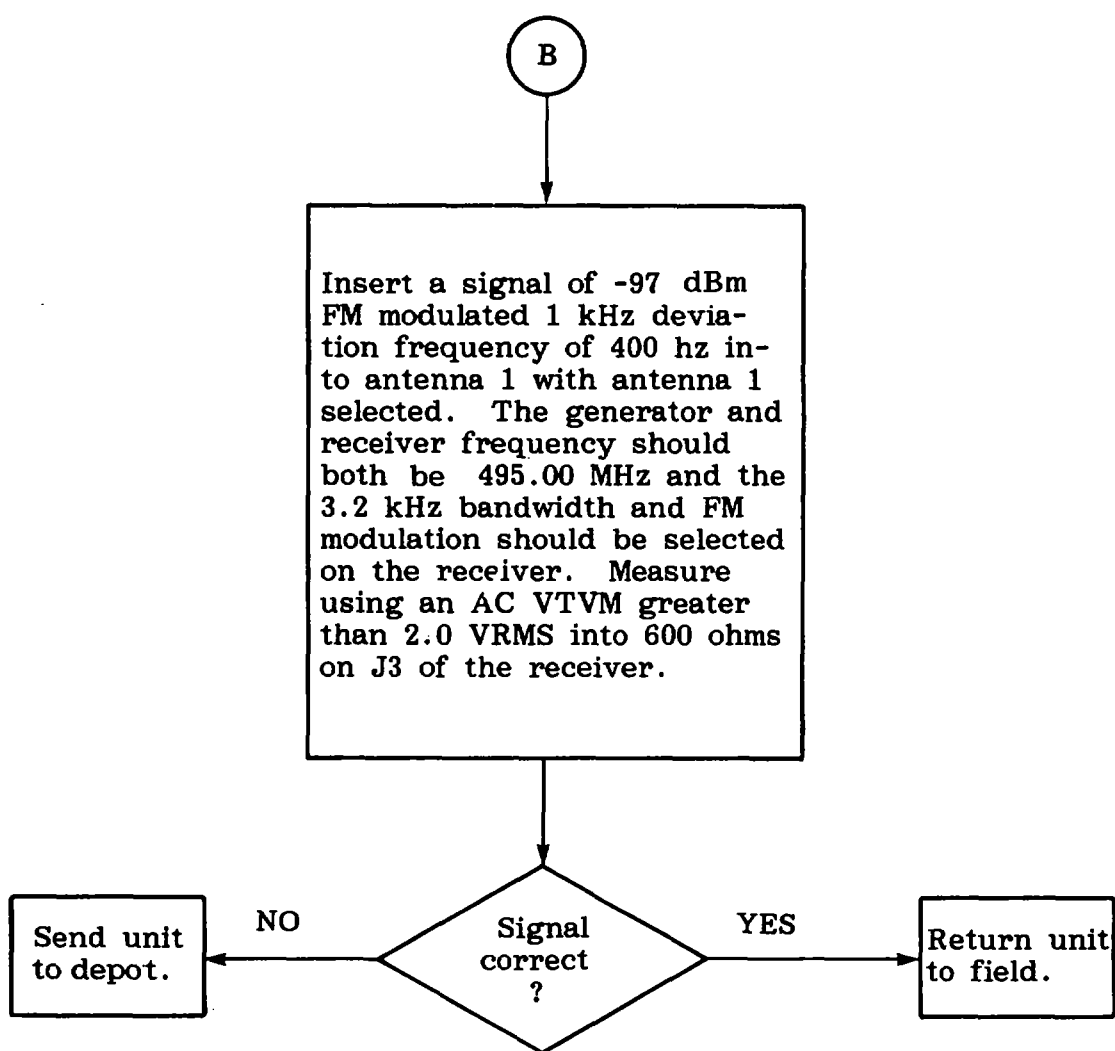 B
Insert a signal of -97 dBm
FM modulated 1 kHz devia-
tion frequency of 400 hz in-
to antenna 1 with antenna 1
selected. The generator and
receiver frequency should
both be 495.00 MHz and the
3.2 kHz bandwidth and FM
modulation should be selected
on the receiver. Measure
using an AC VTVM greater
than 2.0 VRMS into 600 ohms
on J3 of the receiver.
Signal
correct
?
NO
YES
Send unit
to depot.
Return unit
to field.